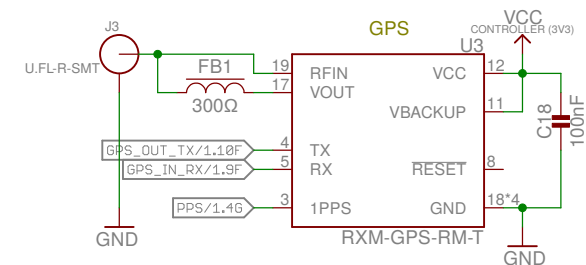 J3
U.FL-R-SMT
FB1
300Ω
GPS
U3
VCC
CONTROLLER (3V3)
19 RFIN
17 VOUT
VCC 12
VBACKUP 11
C18
100nF
GPS_OUT_TX/1.10F 4 TX
GPS_IN_RX/1.9F 5 RX
RESET 8
PPS/1.4G 3 1PPS
GND 18*4
RXM-GPS-RM-T
GND
GND